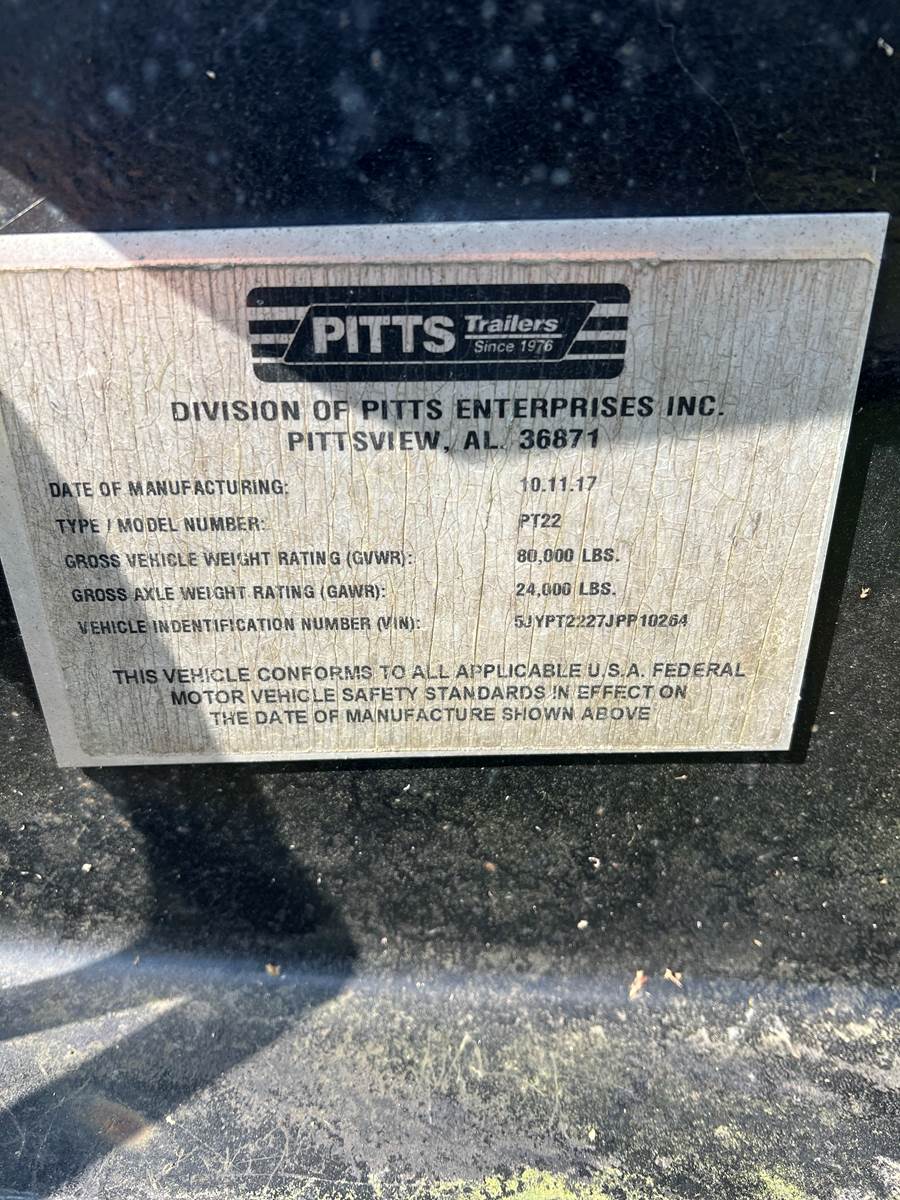 PITTS Trailers
Since 1976
DIVISION OF PITTS ENTERPRISES INC.
PITTSVIEW, AL. 36871
DATE OF MANUFACTURING: 10.11.17
TYPE / MODEL NUMBER: PT22
GROSS VEHICLE WEIGHT RATING (GVWR): 80,000 LBS.
GROSS AXLE WEIGHT RATING (GAWR): 24,000 LBS.
VEHICLE INDENTIFICATION NUMBER (VIN): 5JYPT2227JPP10264
THIS VEHICLE CONFORMS TO ALL APPLICABLE U.S.A. FEDERAL
MOTOR VEHICLE SAFETY STANDARDS IN EFFECT ON
THE DATE OF MANUFACTURE SHOWN ABOVE